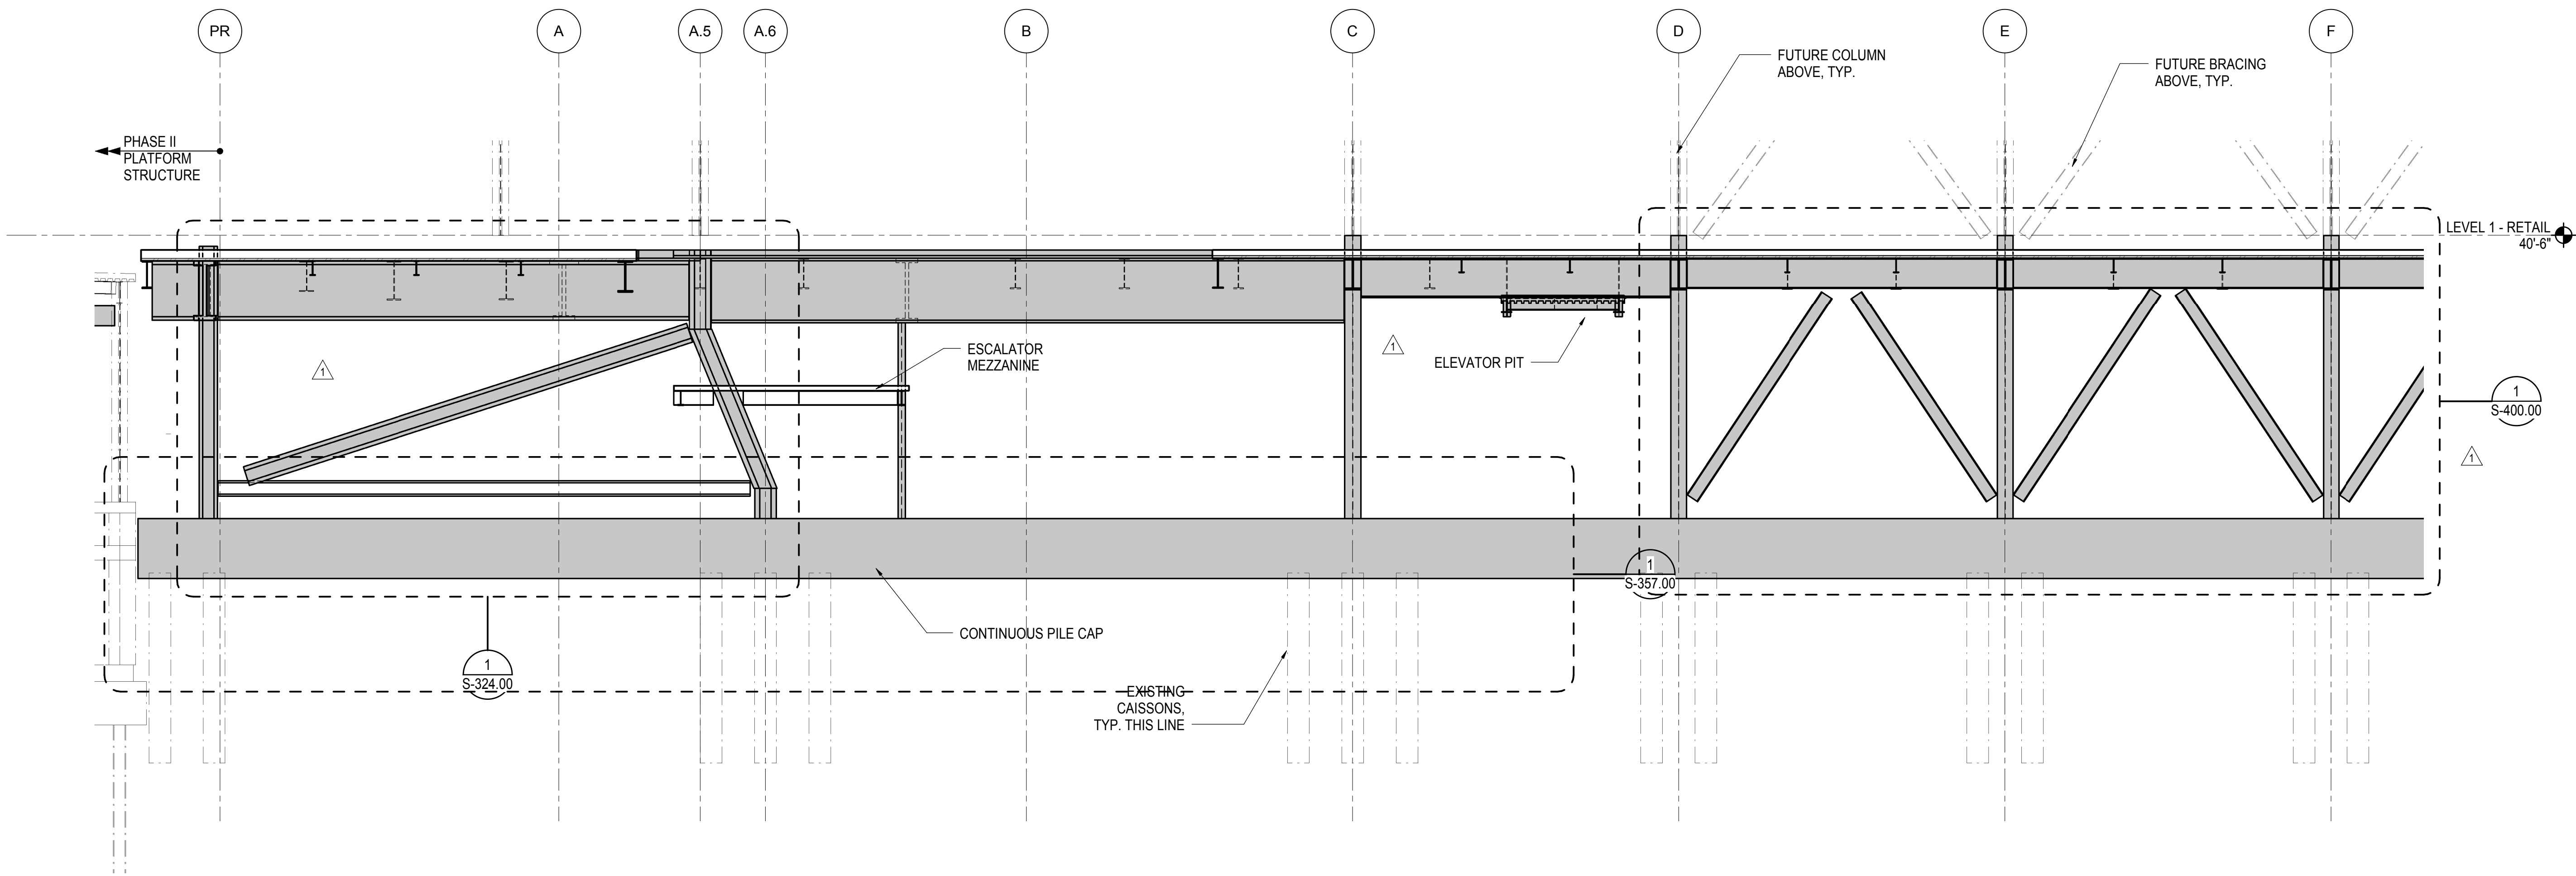 PR
A
A.5
A.6
B
C
D
E
F
FUTURE COLUMN
ABOVE, TYP.
FUTURE BRACING
ABOVE, TYP.
PHASE II
PLATFORM
STRUCTURE
LEVEL 1 - RETAIL
40'-6"
ESCALATOR
MEZZANINE
1
ELEVATOR PIT
1
1
S-400.00
1
1
S-357.00
CONTINUOUS PILE CAP
1
S-324.00
EXISTING
CAISSONS,
TYP. THIS LINE